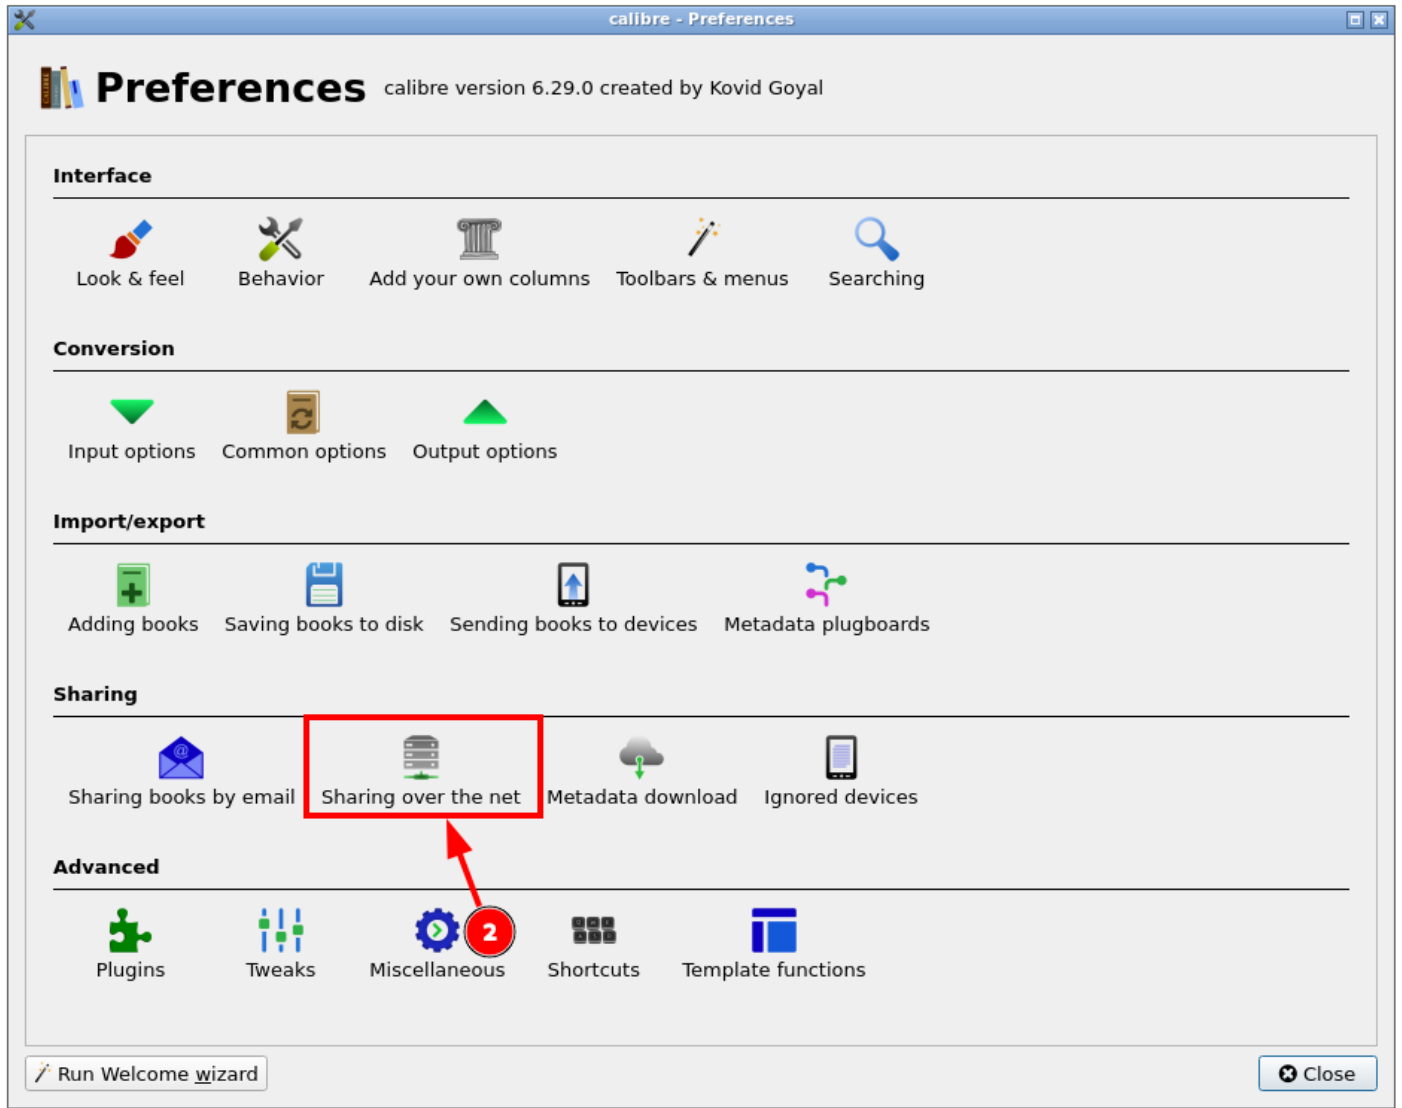 calibre - Preferences
Preferences calibre version 6.29.0 created by Kovid Goyal
Interface
Look & feel Behavior Add your own columns Toolbars & menus Searching
Conversion
Input options Common options Output options
Import/export
Adding books Saving books to disk Sending books to devices Metadata plugboards
Sharing
@
Sharing books by email Sharing over the net Metadata download Ignored devices
Advanced
2
Plugins Tweaks Miscellaneous Shortcuts Template functions
Run Welcome wizard Close